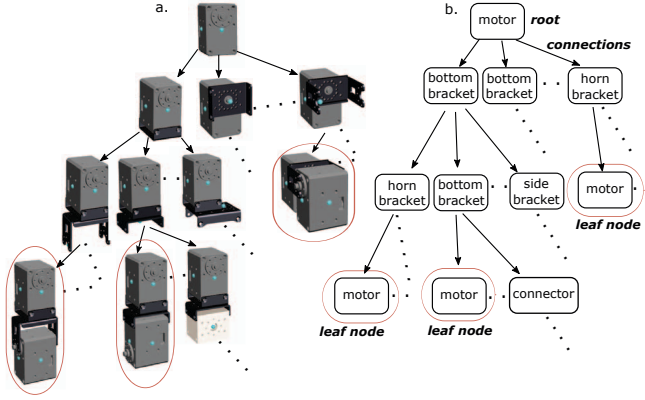 a.
b.
motor
root
connections
bottom
bracket
bottom
bracket
horn
bracket
horn
bracket
bottom
bracket
side
bracket
motor
leaf node
motor
motor
connector
leaf node
leaf node